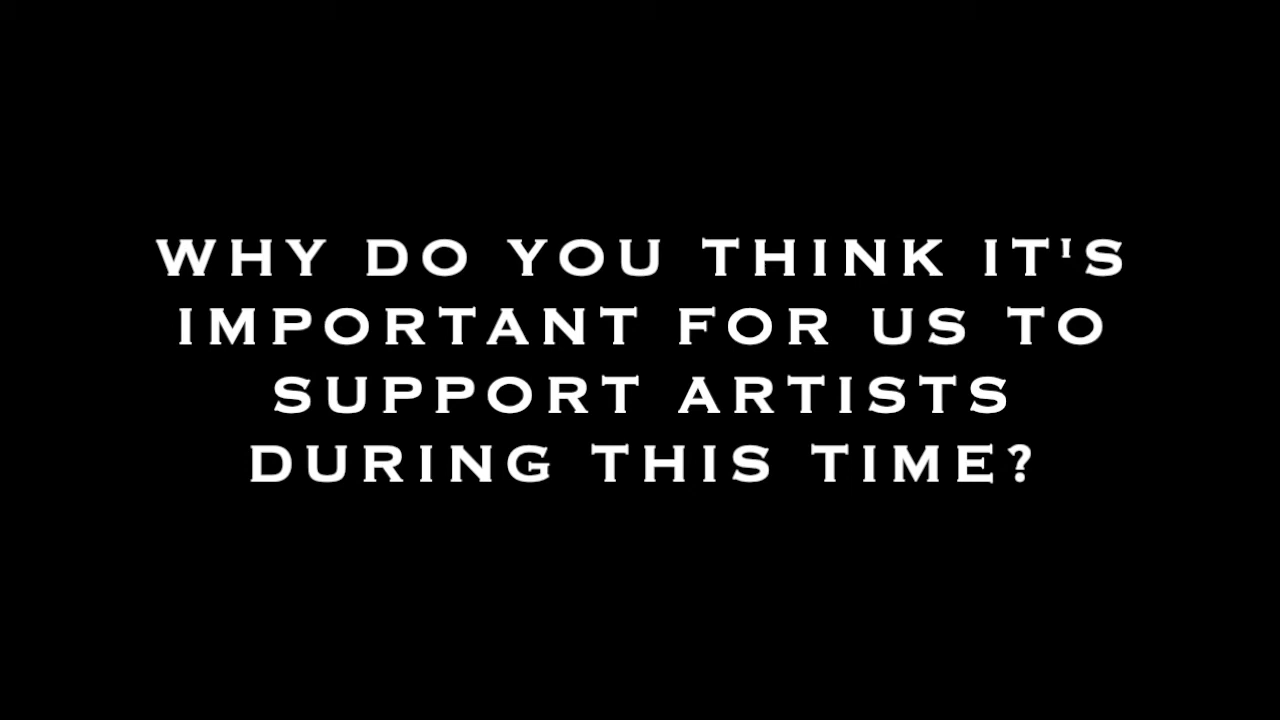 WHY DO YOU THINK IT'S
IMPORTANT FOR US TO
SUPPORT ARTISTS
DURING THIS TIME?